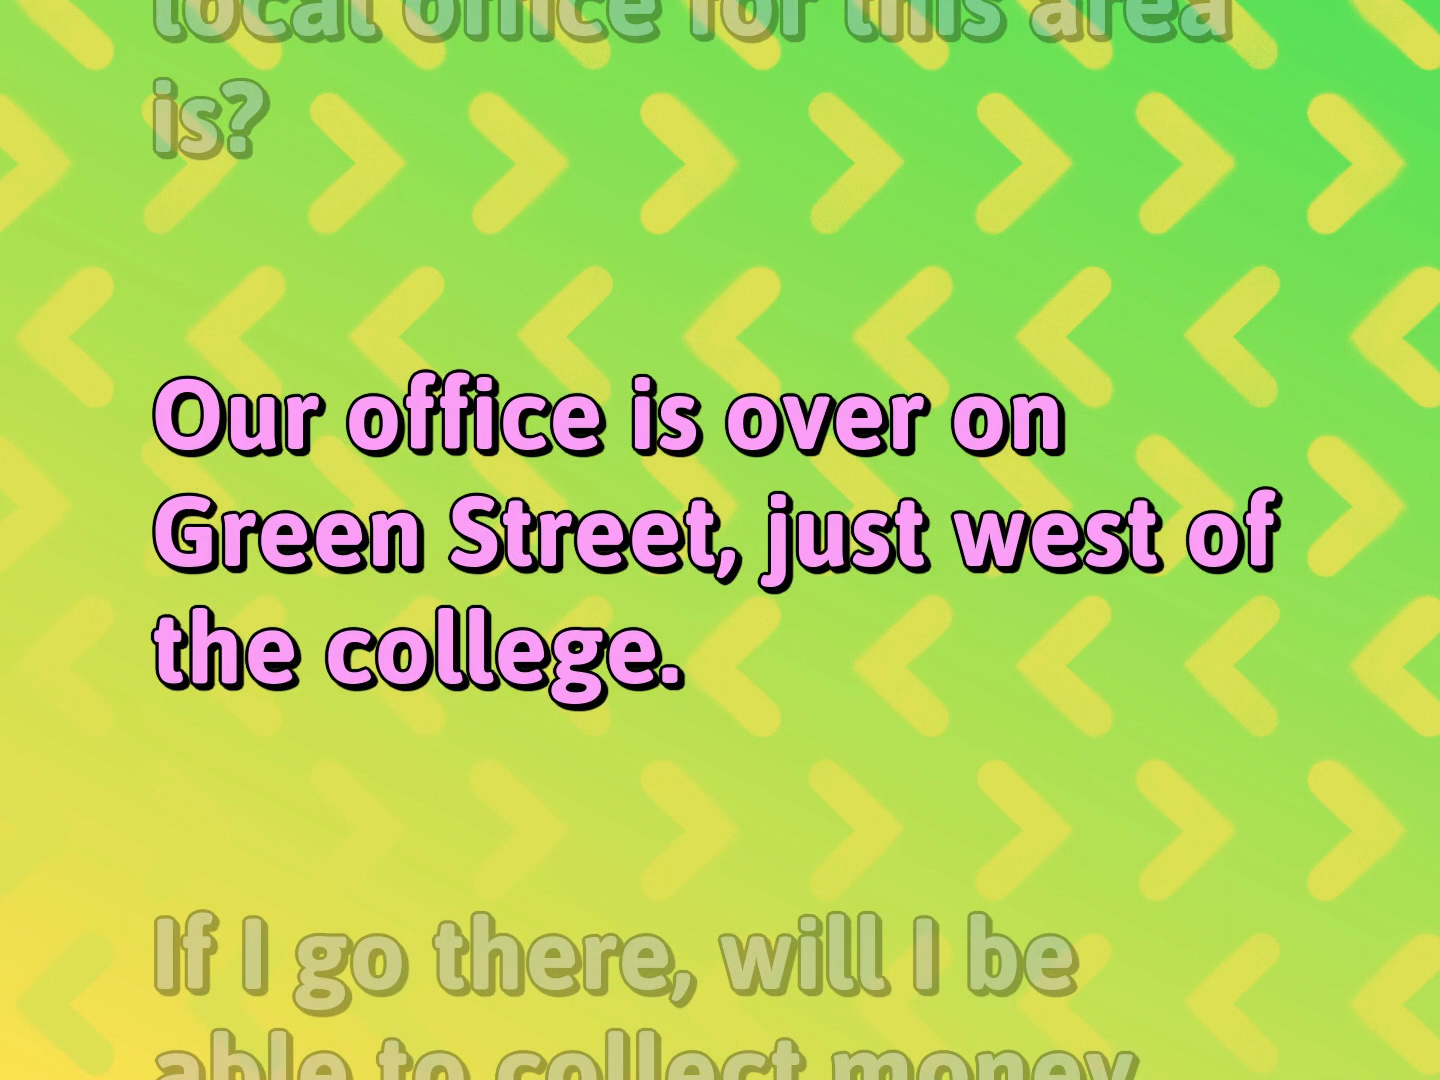 local office for this area
is?
Our office is over on
Green Street, just west of
the college.
If I go there, will I be
able to collect money